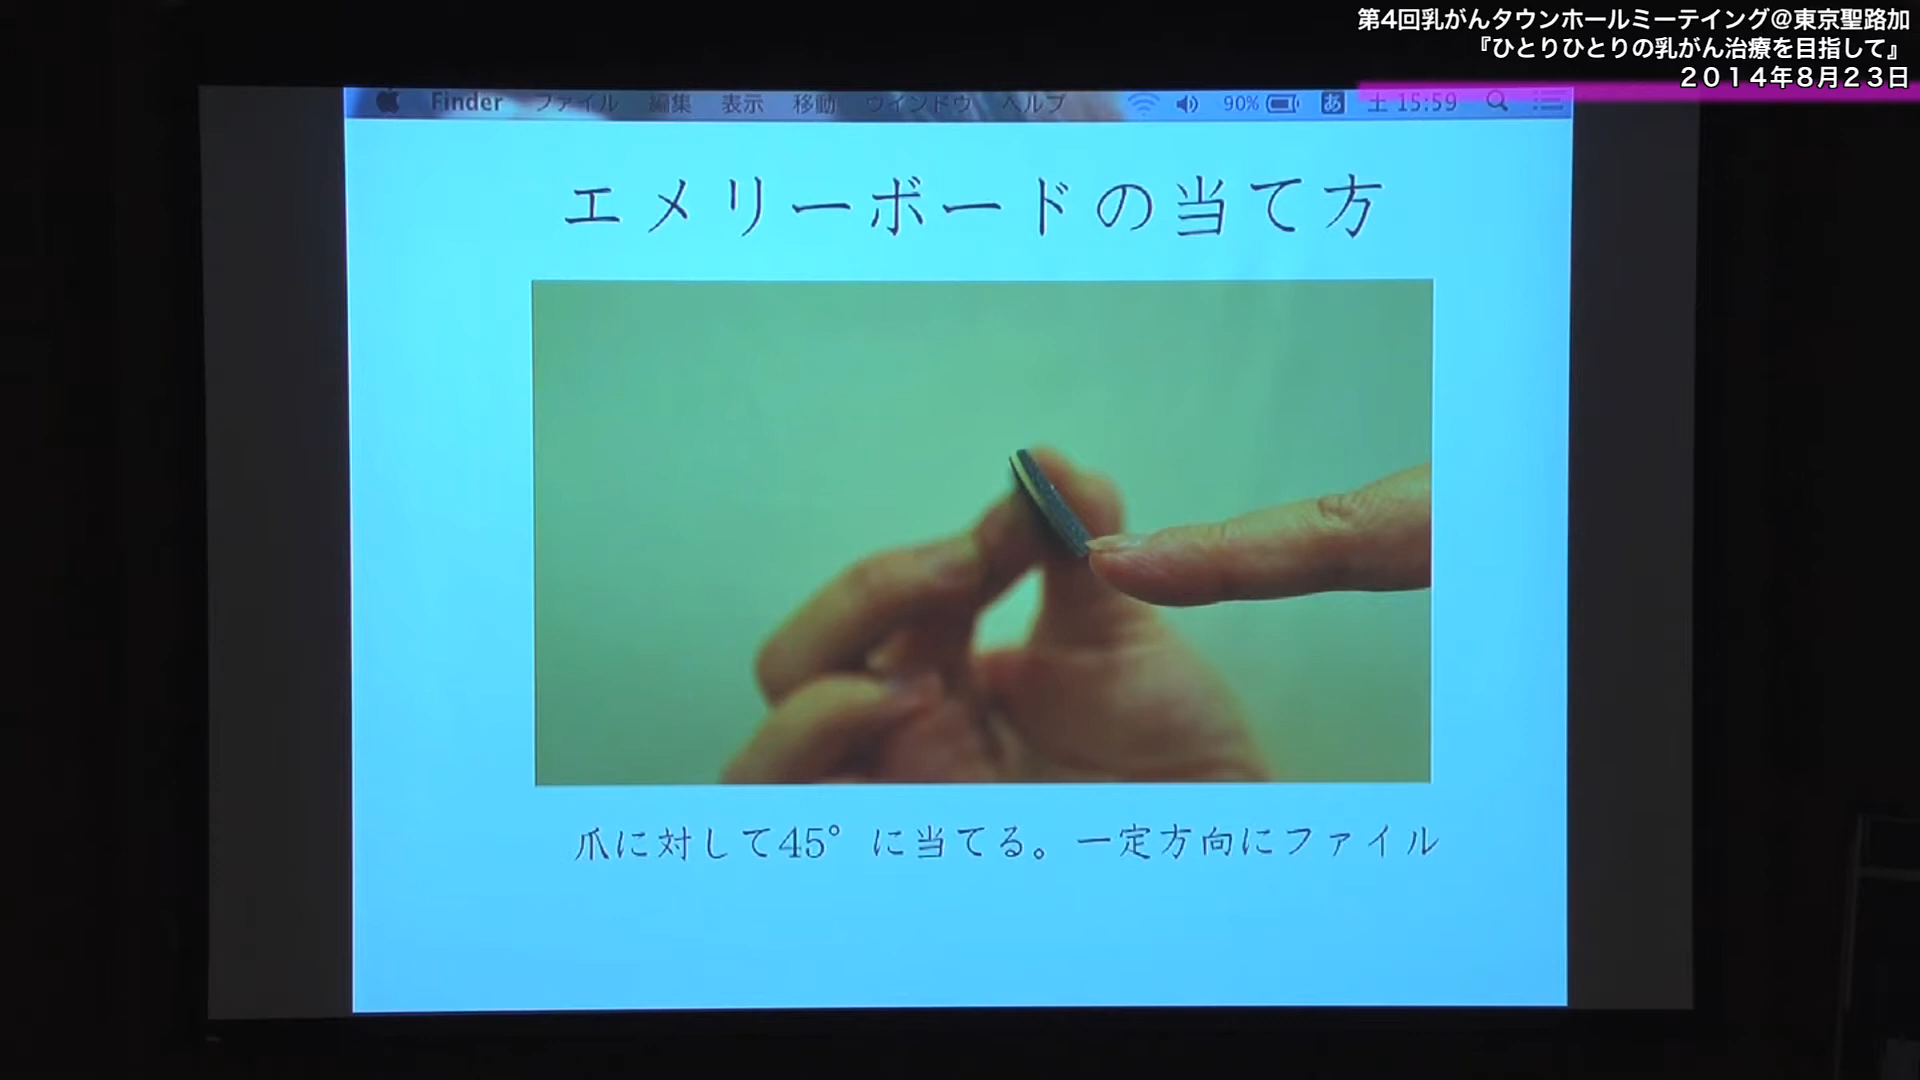 第4回乳がんタウンホールミーテイング@東京聖路加
『ひとりひとりの乳がん治療を目指して』
２０１４年８月２３日
Finder ファイル 編集 表示 移動 ウインドウ ヘルプ 90% あ 土 15:59
エメリーボードの当て方
爪に対して45°に当てる。一定方向にファイル